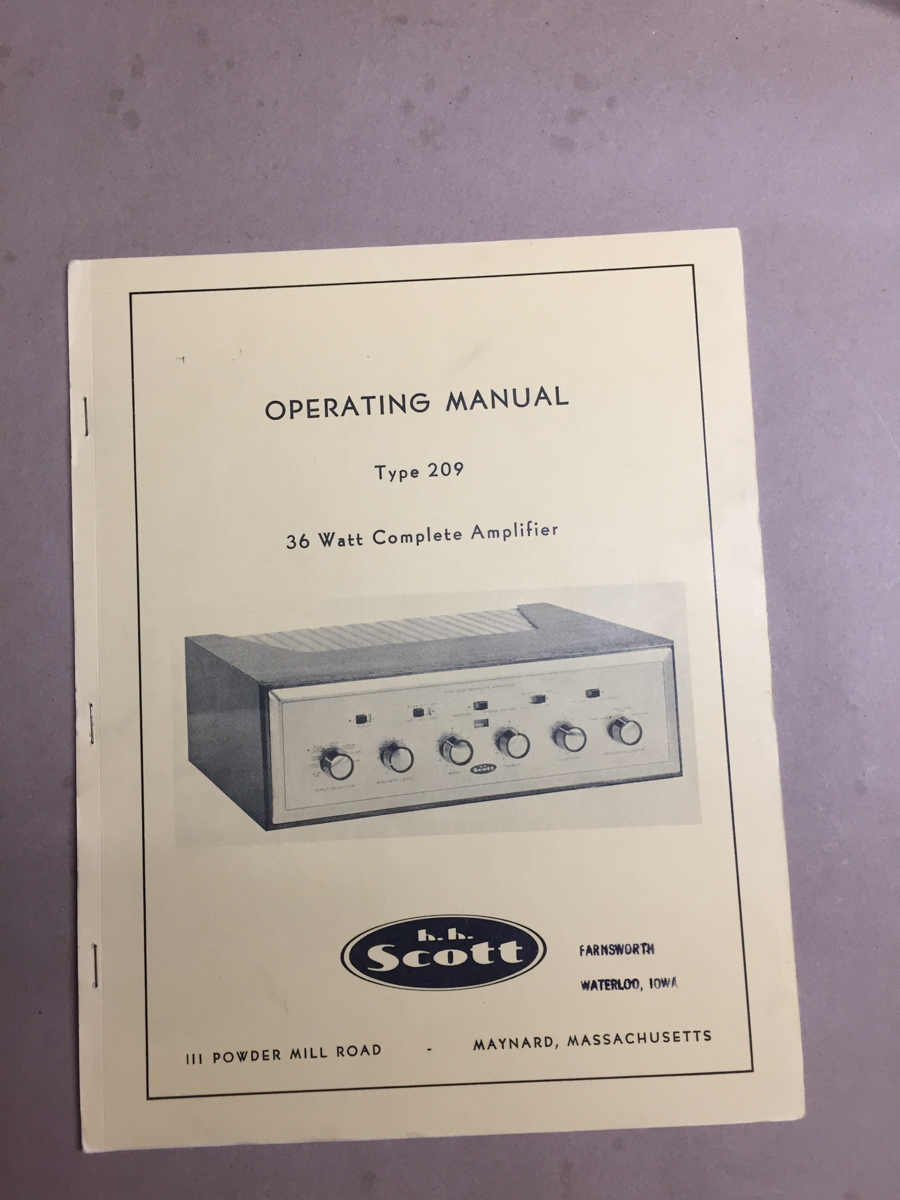 OPERATING MANUAL
Type 209
36 Watt Complete Amplifier
h.h.
Scott
FARNSWORTH
WATERLOO, IOWA
111 POWDER MILL ROAD - MAYNARD, MASSACHUSETTS